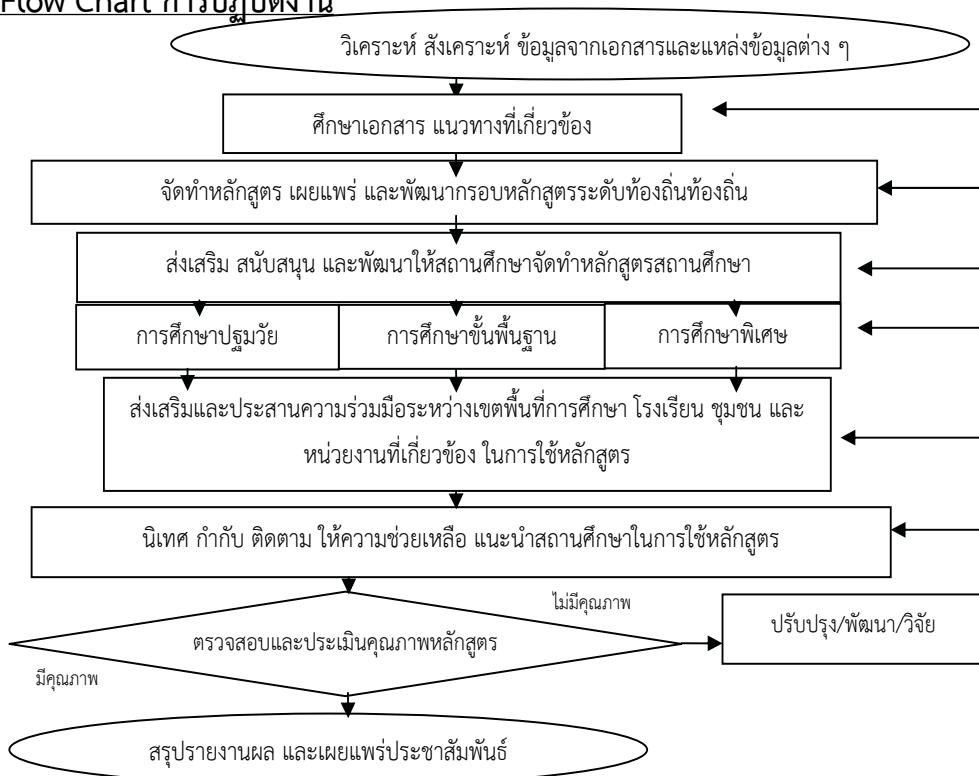 Flow Chart การปฏิบัติงาน
วิเคราะห์ สังเคราะห์ ข้อมูลจากเอกสารและแหล่งข้อมูลต่าง ๆ
ศึกษาเอกสาร แนวทางที่เกี่ยวข้อง
จัดทำหลักสูตร เผยแพร่ และพัฒนากรอบหลักสูตรระดับท้องถิ่นท้องถิ่น
ส่งเสริม สนับสนุน และพัฒนาให้สถานศึกษาจัดทำหลักสูตรสถานศึกษา
การศึกษาปฐมวัย
การศึกษาขั้นพื้นฐาน
การศึกษาพิเศษ
ส่งเสริมและประสานความร่วมมือระหว่างเขตพื้นที่การศึกษา โรงเรียน ชุมชน และ
หน่วยงานที่เกี่ยวข้อง ในการใช้หลักสูตร
นิเทศ กำกับ ติดตาม ให้ความช่วยเหลือ แนะนำสถานศึกษาในการใช้หลักสูตร
ไม่มีคุณภาพ
ปรับปรุง/พัฒนา/วิจัย
ตรวจสอบและประเมินคุณภาพหลักสูตร
มีคุณภาพ
สรุปรายงานผล และเผยแพร่ประชาสัมพันธ์